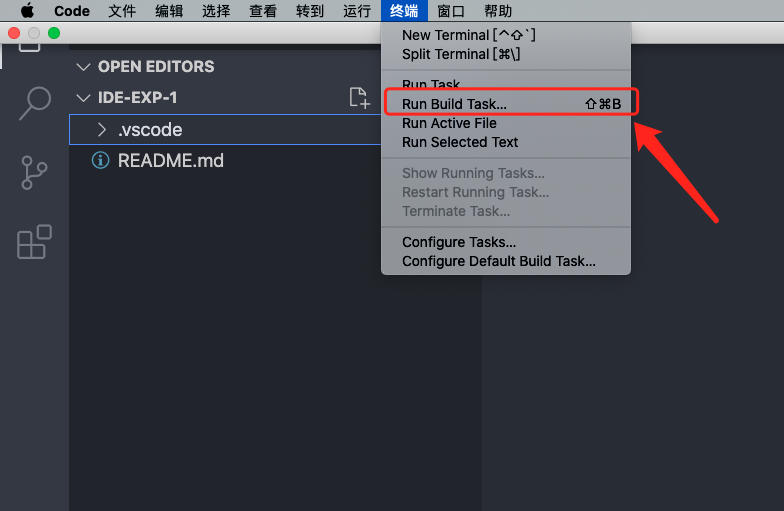 Code 文件 编辑 选择 查看 转到 运行 终端 窗口 帮助
New Terminal [^⇧`]
Split Terminal [⌘\]
OPEN EDITORS
Run Task
IDE-EXP-1
Run Build Task... ⇧⌘B
Run Active File
.vscode
Run Selected Text
README.md
Show Running Tasks...
Restart Running Task...
Terminate Task...
Configure Tasks...
Configure Default Build Task...